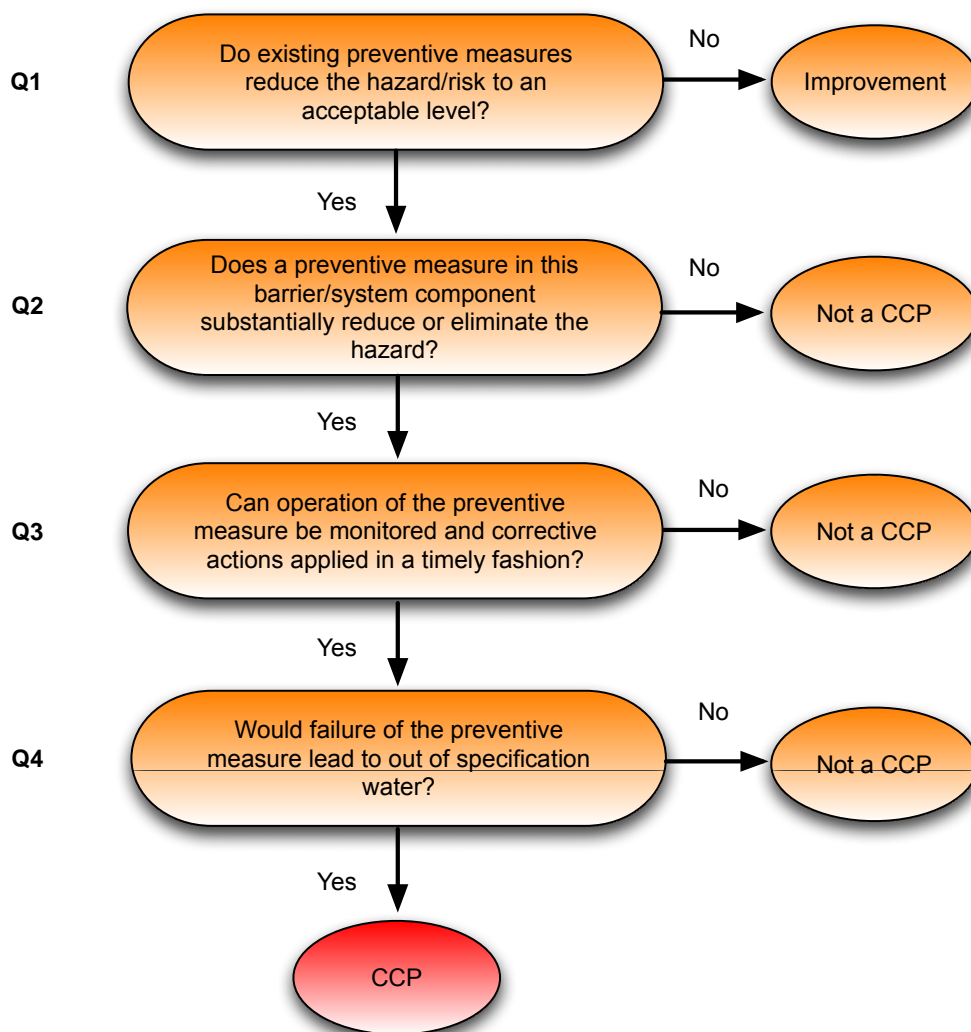 Q1
Do existing preventive measures
reduce the hazard/risk to an
acceptable level?
No
Improvement
Yes
Q2
Does a preventive measure in this
barrier/system component
substantially reduce or eliminate the
hazard?
No
Not a CCP
Yes
Q3
Can operation of the preventive
measure be monitored and corrective
actions applied in a timely fashion?
No
Not a CCP
Yes
Q4
Would failure of the preventive
measure lead to out of specification
water?
No
Not a CCP
Yes
CCP